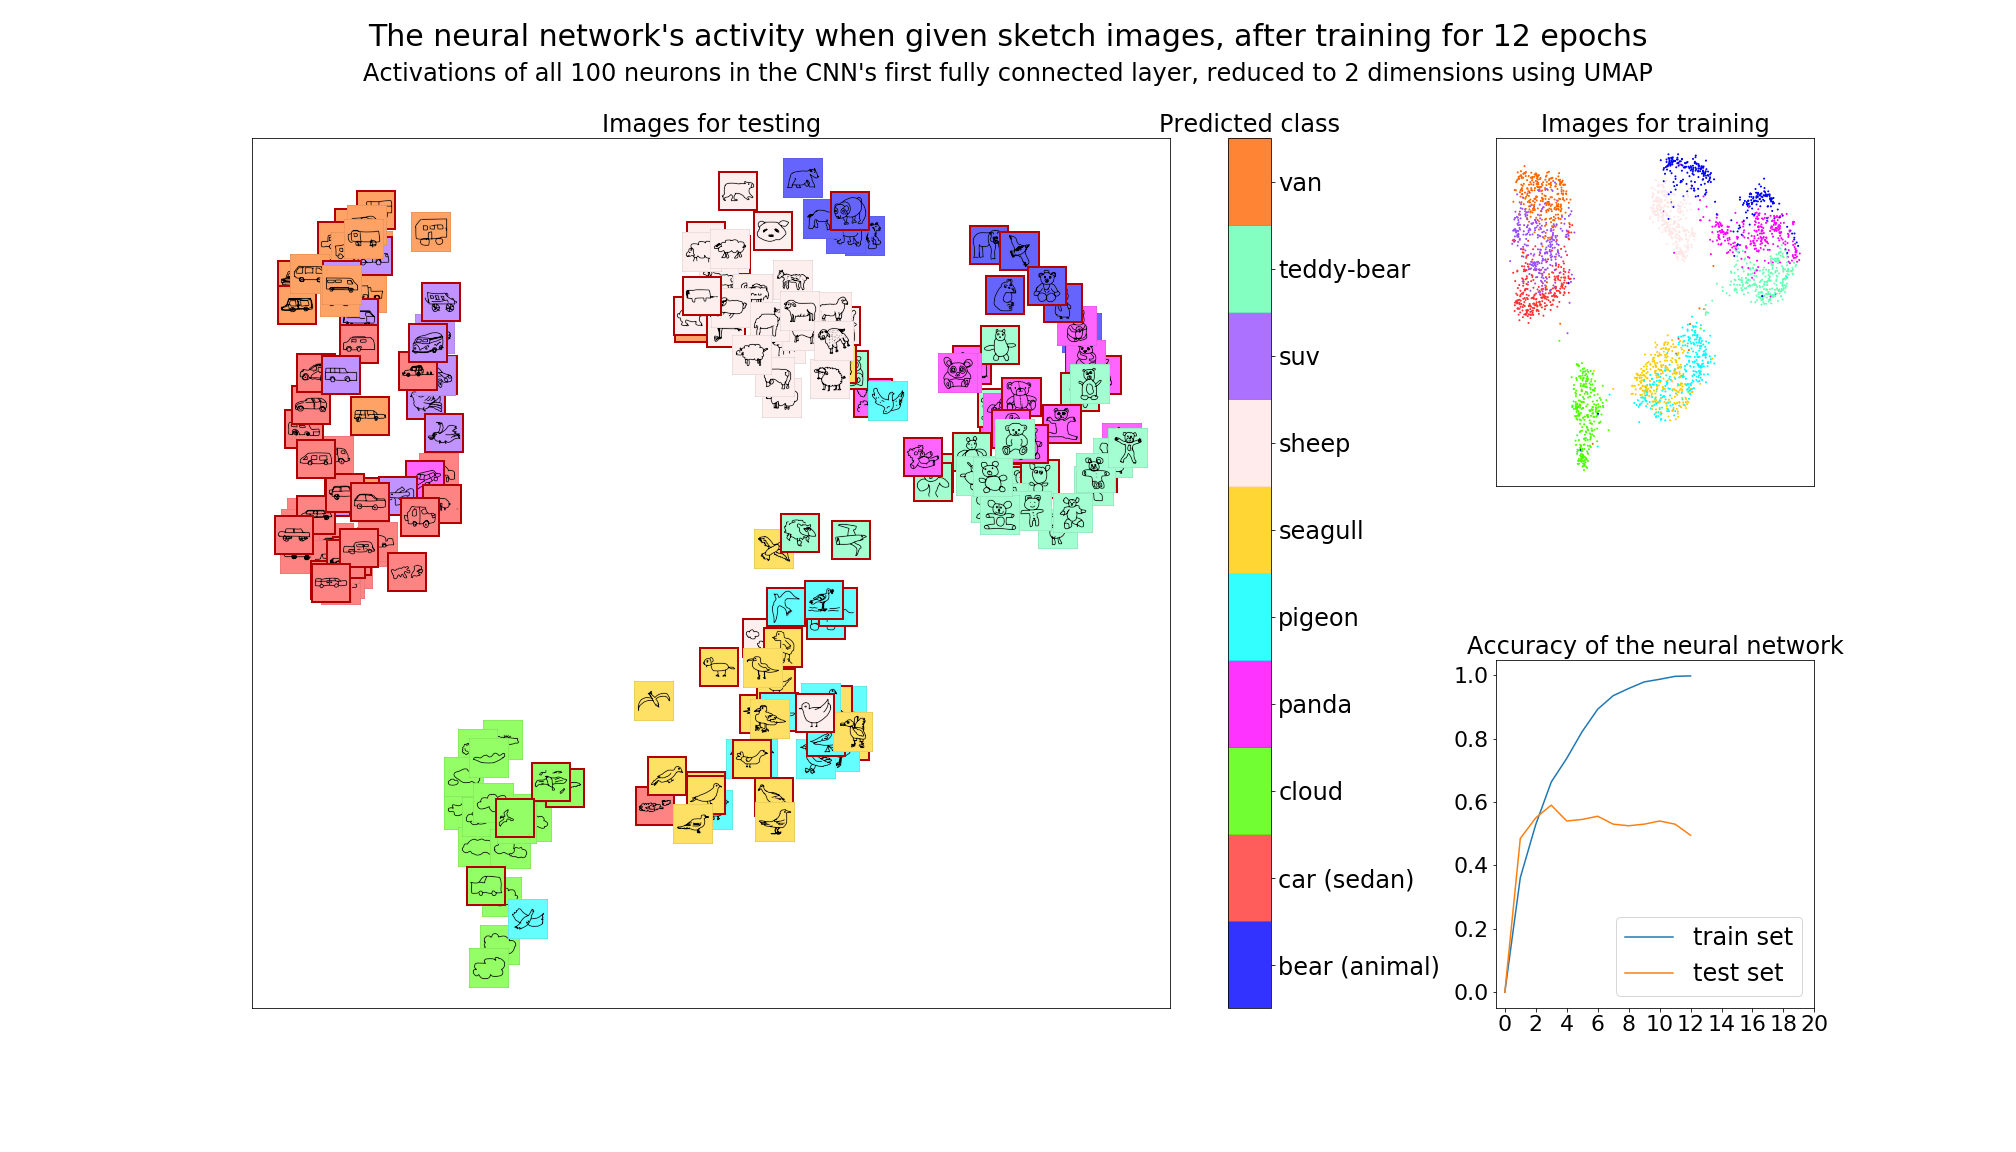 The neural network's activity when given sketch images, after training for 12 epochs
Activations of all 100 neurons in the CNN's first fully connected layer, reduced to 2 dimensions using UMAP
Images for testing
Predicted class
van
teddy-bear
suv
sheep
seagull
pigeon
panda
cloud
car (sedan)
bear (animal)
Images for training
Accuracy of the neural network
1.0
0.8
0.6
0.4
0.2
0.0
train set
test set
0 2 4 6 8 10 12 14 16 18 20